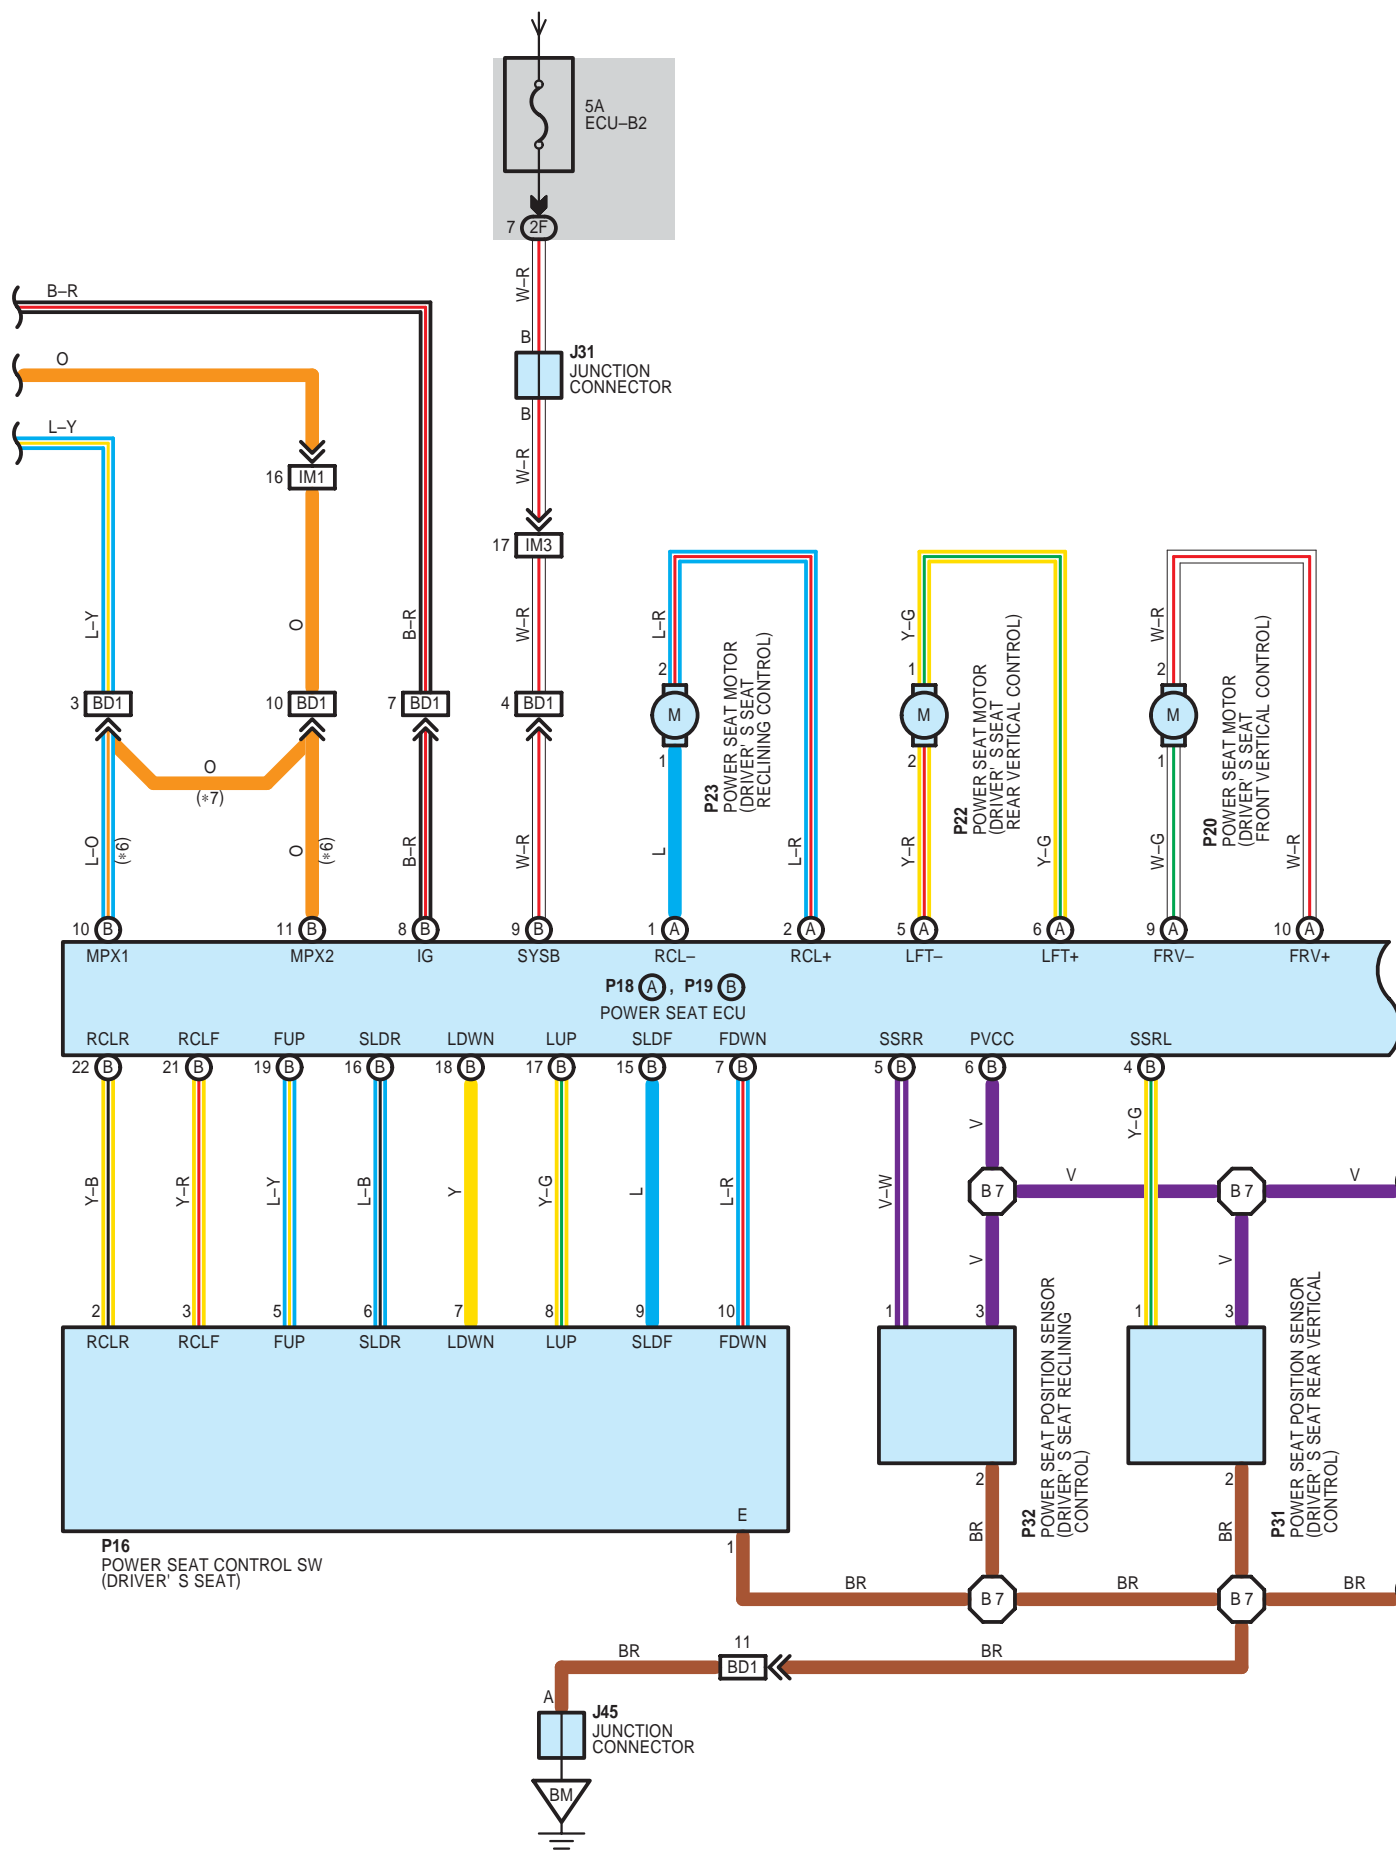 5A
ECU–B2
7 2F
W–R
B–R
B
J31
JUNCTION
CONNECTOR
O
B
L–Y
W–R
16 IM1
17 IM3
L–Y
O
B–R
W–R
L–R
Y–G
W–R
2
1
2
3 BD1
10 BD1
7 BD1
4 BD1
M
M
M
1
2
1
P23
POWER SEAT MOTOR
(DRIVER' S SEAT
RECLINING CONTROL)
P22
POWER SEAT MOTOR
(DRIVER' S SEAT
REAR VERTICAL CONTROL)
P20
POWER SEAT MOTOR
(DRIVER' S SEAT
FRONT VERTICAL CONTROL)
O
(*7)
L–O
(*6)
O
(*6)
B–R
W–R
L
L–R
Y–R
Y–G
W–G
W–R
10 B
11 B
8 B
9 B
1 A
2 A
5 A
6 A
9 A
10 A
MPX1
MPX2
IG
SYSB
RCL–
RCL+
LFT–
LFT+
FRV–
FRV+
P18 A , P19 B
POWER SEAT ECU
RCLR
RCLF
FUP
SLDR
LDWN
LUP
SLDF
FDWN
SSRR
PVCC
SSRL
22 B
21 B
19 B
16 B
18 B
17 B
15 B
7 B
5 B
6 B
4 B
Y–B
Y–R
L–Y
L–B
Y
Y–G
L
L–R
V–W
V
Y–G
B 7
V
B 7
V
V
V
2
3
5
6
7
8
9
10
1
3
1
3
RCLR
RCLF
FUP
SLDR
LDWN
LUP
SLDF
FDWN
2
2
P32
POWER SEAT POSITION SENSOR
(DRIVER' S SEAT RECLINING
CONTROL)
P31
POWER SEAT POSITION SENSOR
(DRIVER' S SEAT REAR VERTICAL
CONTROL)
E
1
P16
POWER SEAT CONTROL SW
(DRIVER' S SEAT)
BR
BR
BR
B 7
BR
B 7
BR
BR
11
BD1
BR
A
J45
JUNCTION
CONNECTOR
BM